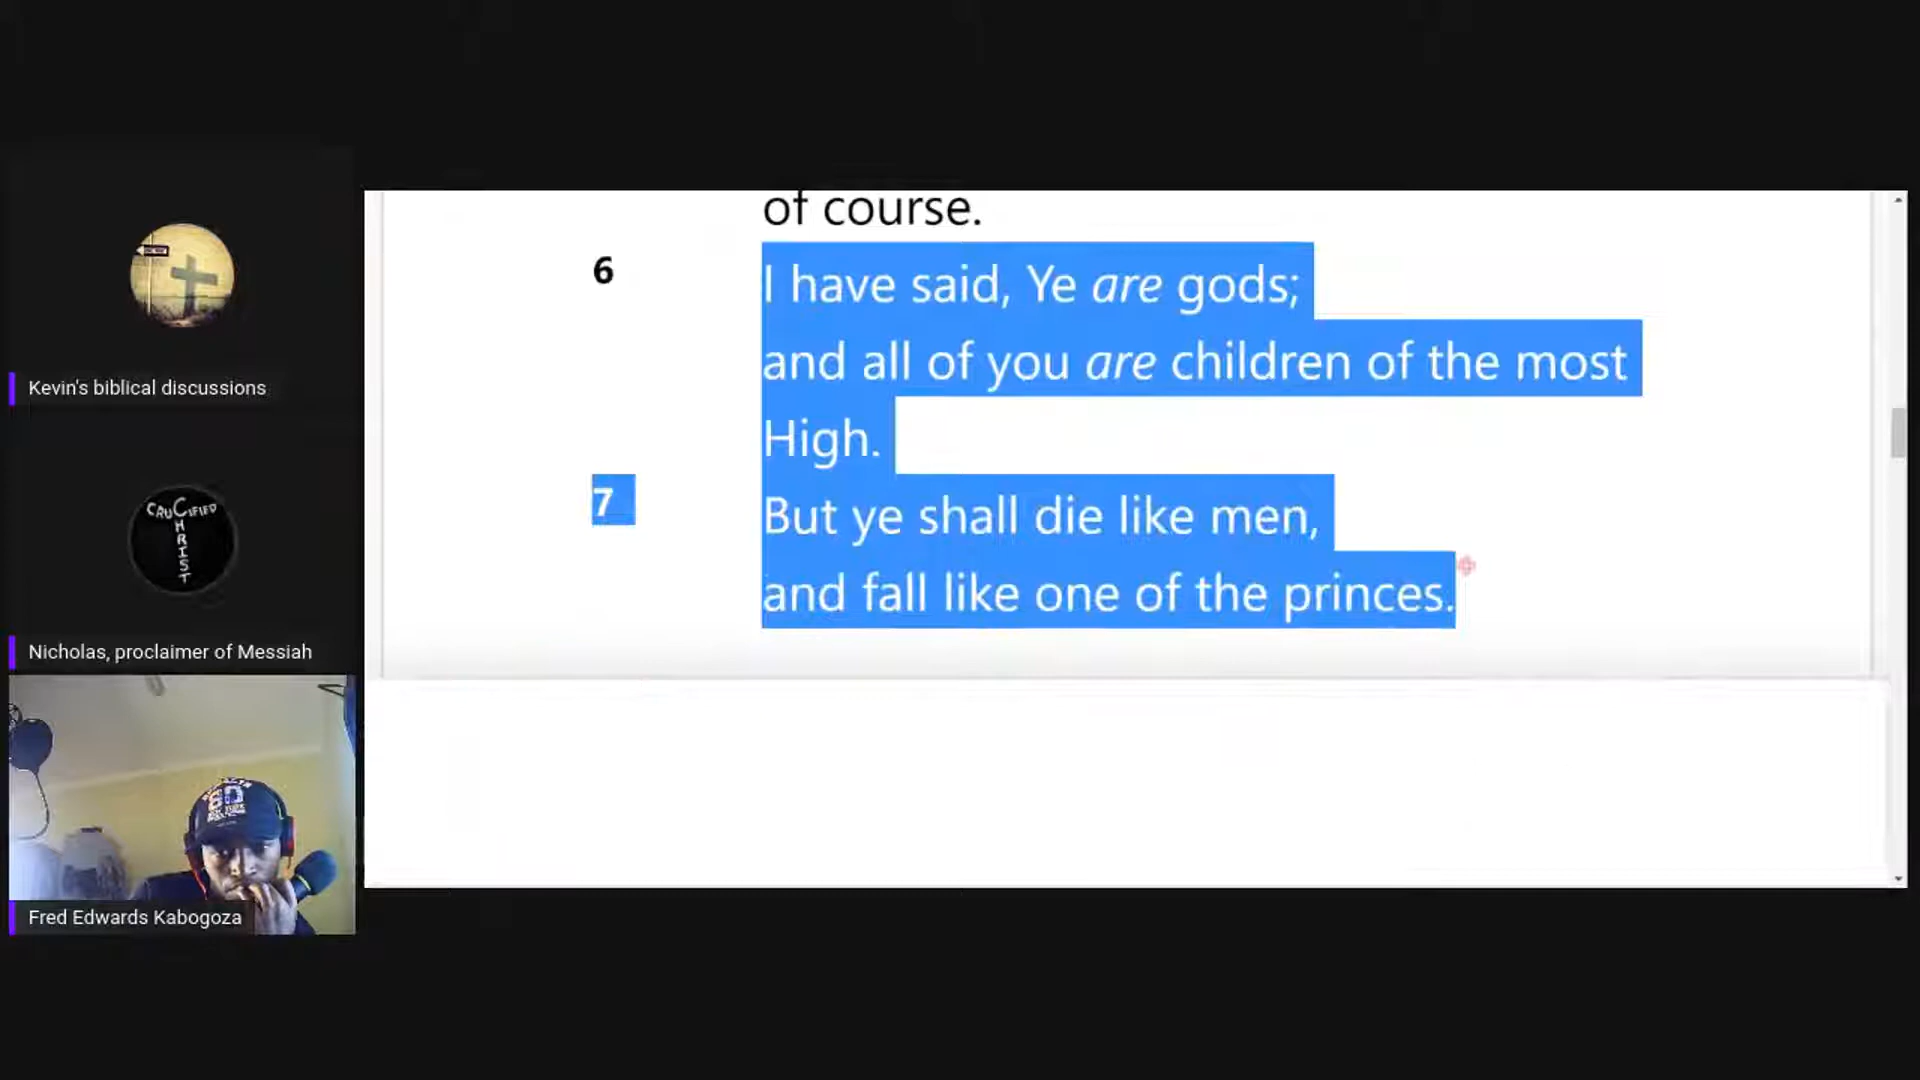 of course.
6
I have said, Ye are gods;
and all of you are children of the most
High.
7
But ye shall die like men,
and fall like one of the princes.
Kevin's biblical discussions
CRUCIFIED
CHRIST
Nicholas, proclaimer of Messiah
Fred Edwards Kabogoza